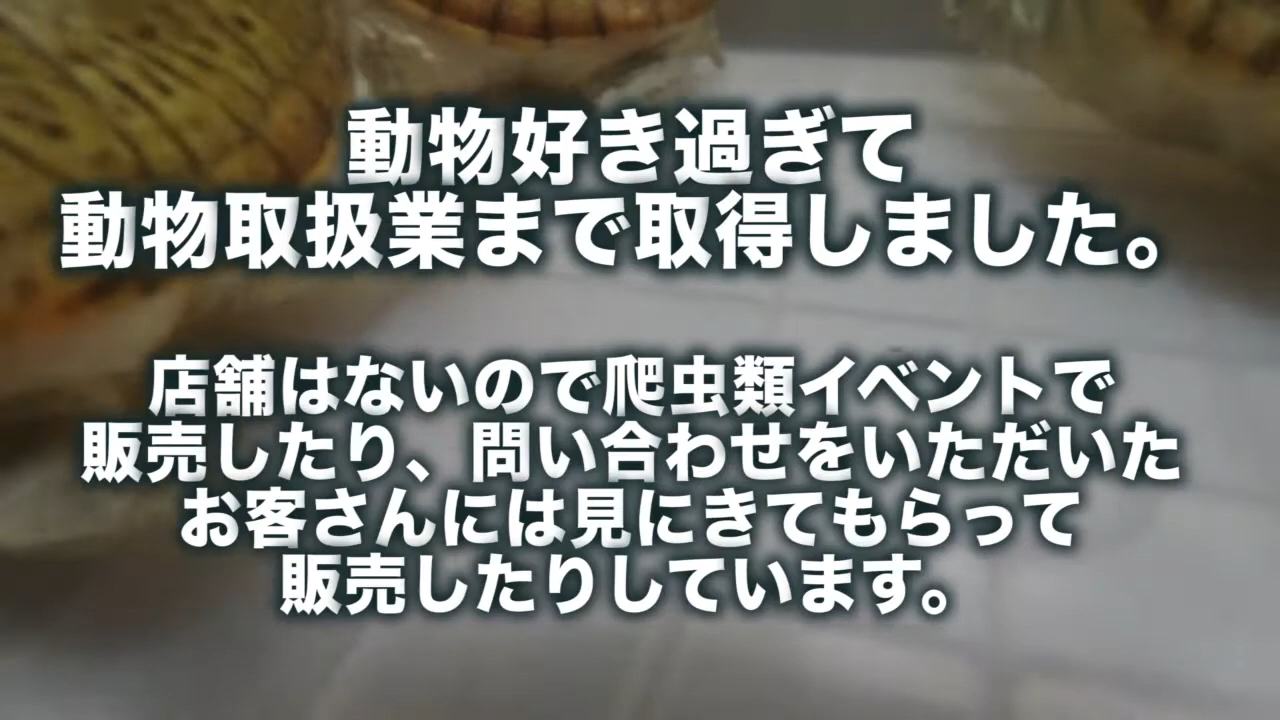 動物好き過ぎて
動物取扱業まで取得しました。
店舗はないので爬虫類イベントで
販売したり、問い合わせをいただいた
お客さんには見にきてもらって
販売したりしています。